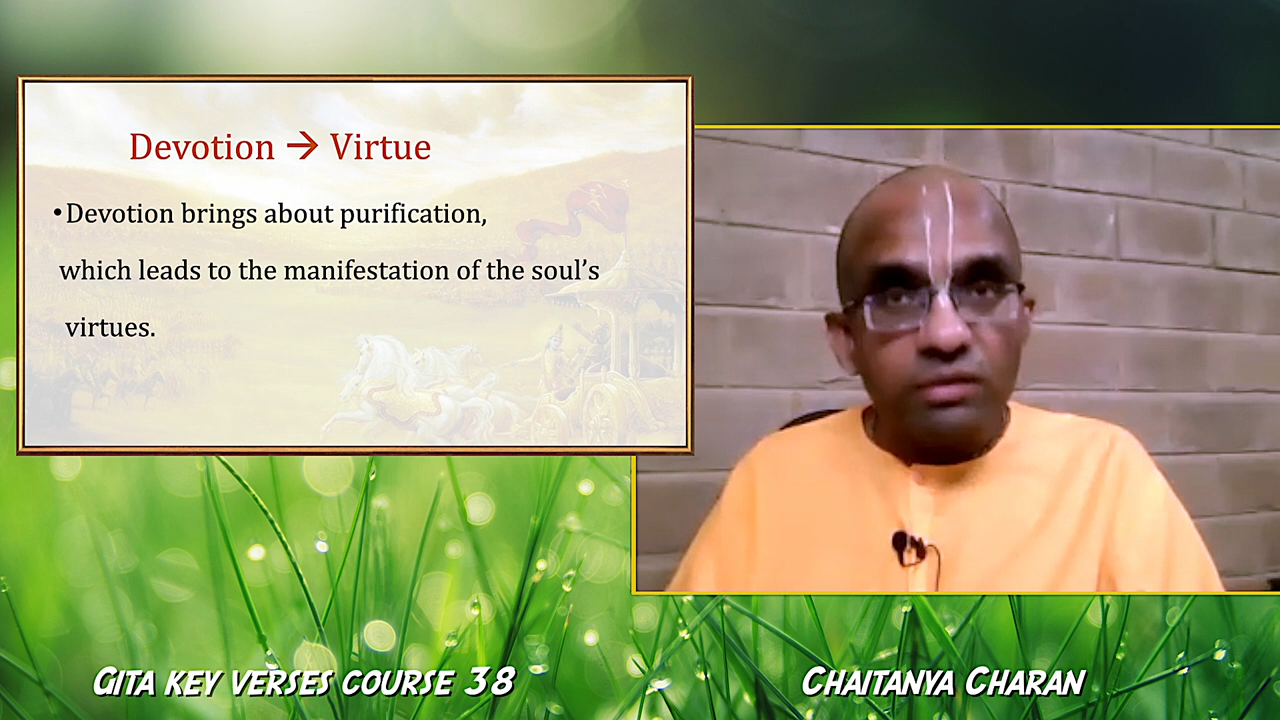 Devotion → Virtue
•Devotion brings about purification,
which leads to the manifestation of the soul’s
virtues.
GITA KEY VERSES COURSE 38
CHAITANYA CHARAN